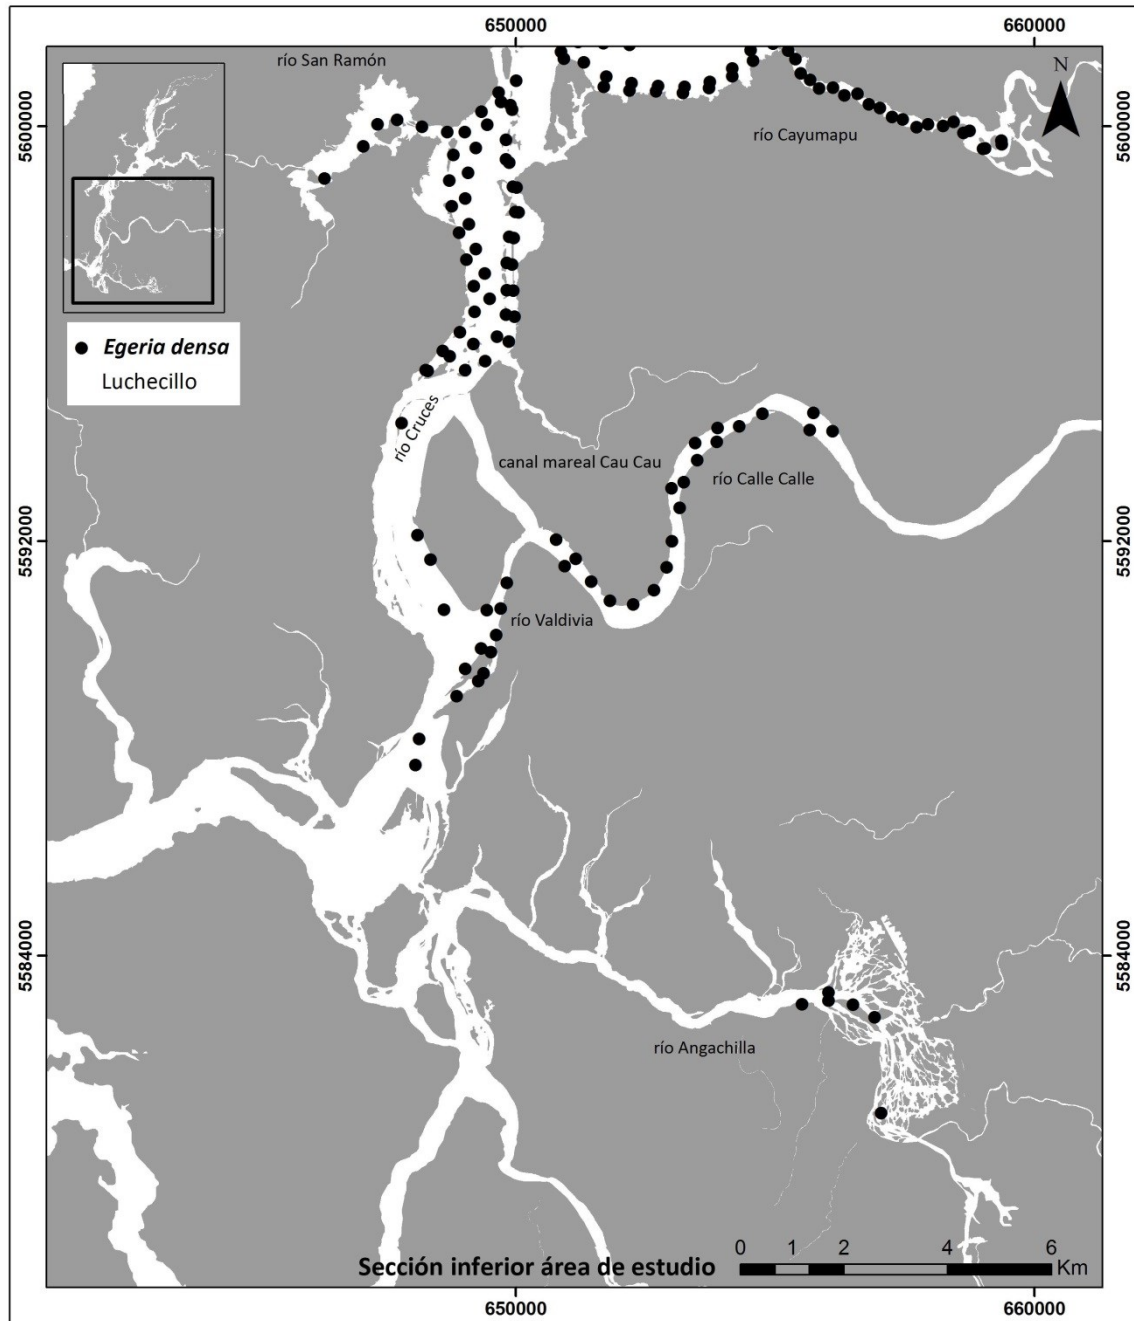 650000
660000
río San Ramón
N
5600000
río Cayumapu
5600000
Egeria densa
Luchecillo
río Cruces
canal mareal Cau Cau
río Calle Calle
5592000
5592000
río Valdivia
5584000
5584000
río Angachilla
Sección inferior área de estudio
0 1 2 4 6
Km
650000
660000